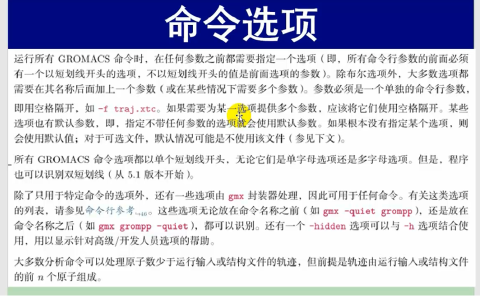 命令选项
运行所有 GROMACS 命令时，在任何参数之前都需要指定一个选项（即，所有命令行参数的前面必须
有一个以短划线开头的选项，不以短划线开头的值是前面选项的参数）。除布尔选项外，大多数选项都
需要在其名称后面加上一个参数（或在某些情况下需要多个参数）。参数必须是一个单独的命令行参数，
即用空格隔开，如 -f traj.xtc。如果需要为某一选项提供多个参数，应该将它们使用空格隔开。某些
选项也有默认参数，即，指定不带任何参数的选项就会使用默认参数。如果根本没有指定某个选项，则
会使用默认值；对于可选文件，默认情况可能是不使用该文件（参见下文）。
所有 GROMACS 命令选项都以单个短划线开头，无论它们是单字母选项还是多字母选项。但是，程序
也可以识别双短划线（从 5.1 版本开始）。
除了只用于特定命令的选项外，还有一些选项由 gmx 封装器处理，因此可用于任何命令。有关这类选项
的列表，请参见命令行参考。这些选项无论放在命令名称之前（如 gmx -quiet grompp），还是放在
命令名称之后（如 gmx grompp -quiet），都可以识别。还有一个 -hidden 选项可以与 -h 选项结合使
用，用以显示针对高级/开发人员选项的帮助。
大多数分析命令可以处理原子数少于运行输入或结构文件的轨迹，但前提是轨迹由运行输入或结构文件
的前 n 个原子组成。